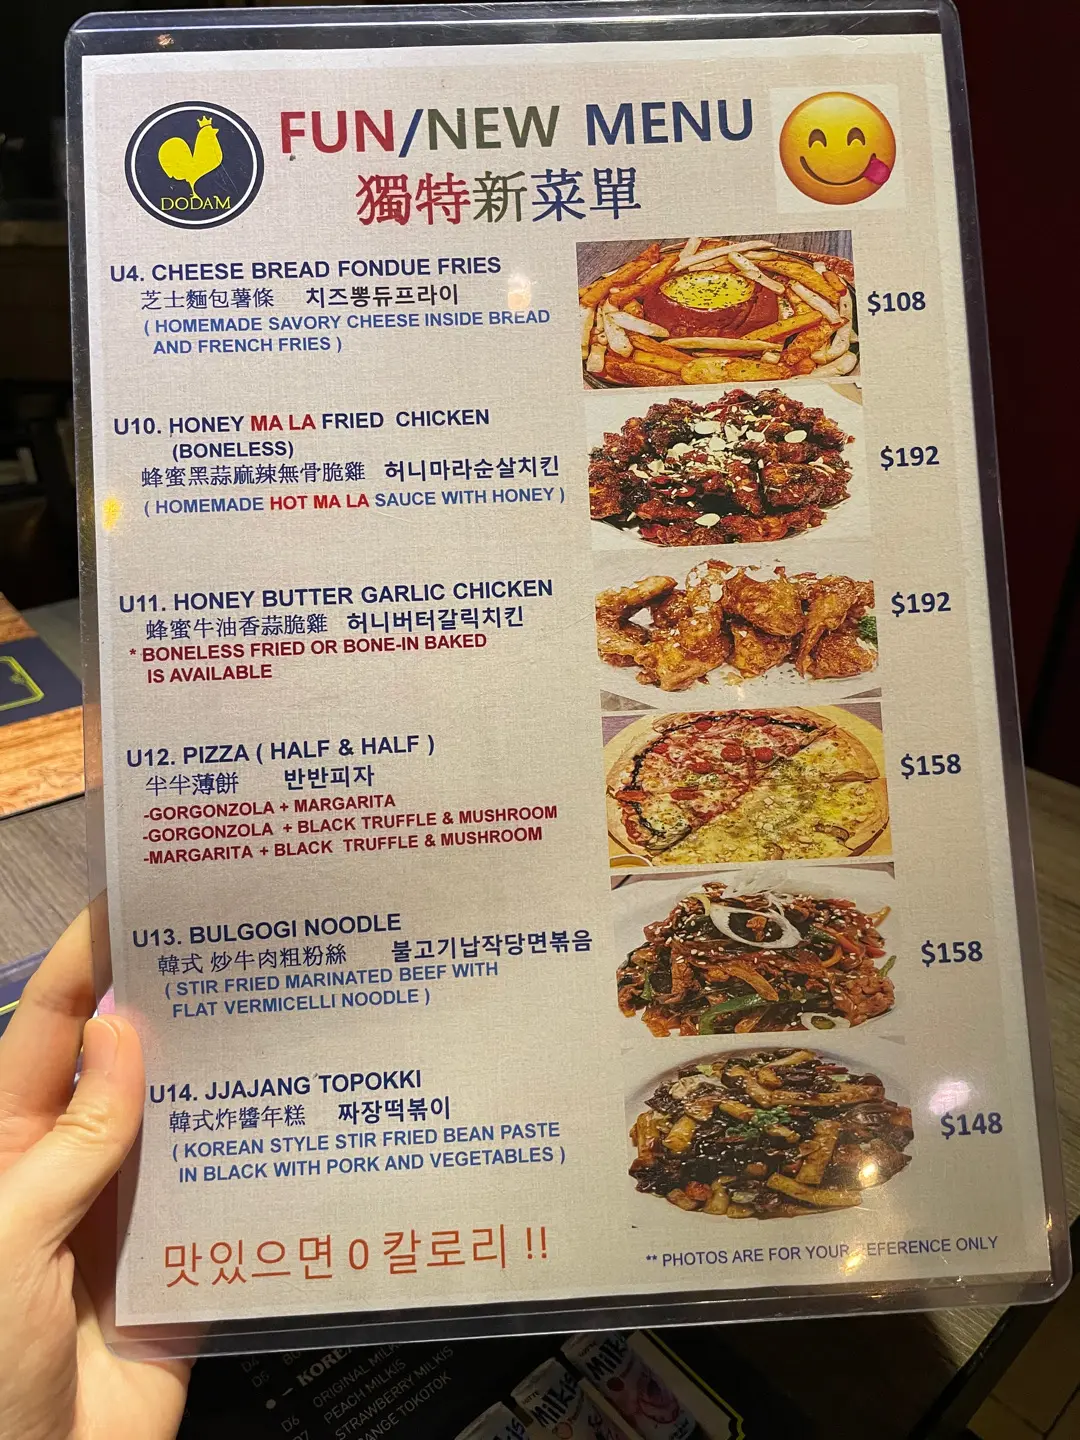 DODAM
FUN/NEW MENU
獨特新菜單
U4. CHEESE BREAD FONDUE FRIES
芝士麵包薯條 치즈뽕듀프라이
( HOMEMADE SAVORY CHEESE INSIDE BREAD
AND FRENCH FRIES )
$108
U10. HONEY MA LA FRIED CHICKEN
(BONELESS)
蜂蜜黑蒜麻辣無骨脆雞 허니마라순살치킨
( HOMEMADE HOT MA LA SAUCE WITH HONEY )
$192
U11. HONEY BUTTER GARLIC CHICKEN
蜂蜜牛油香蒜脆雞 허니버터갈릭치킨
* BONELESS FRIED OR BONE-IN BAKED
IS AVAILABLE
$192
U12. PIZZA ( HALF & HALF )
半半薄餅 반반피자
-GORGONZOLA + MARGARITA
-GORGONZOLA + BLACK TRUFFLE & MUSHROOM
-MARGARITA + BLACK TRUFFLE & MUSHROOM
$158
U13. BULGOGI NOODLE
韓式 炒牛肉粗粉絲 불고기납작당면볶음
( STIR FRIED MARINATED BEEF WITH
FLAT VERMICELLI NOODLE )
$158
U14. JJAJANG TOPOKKI
韓式炸醬年糕 짜장떡볶이
( KOREAN STYLE STIR FRIED BEAN PASTE
IN BLACK WITH PORK AND VEGETABLES )
$148
맛있으면 0 칼로리 !!
** PHOTOS ARE FOR YOUR REFERENCE ONLY
ORIGINAL
PEACH MILKIS
STRAWBERRY MILKIS
TOKOTOK
D6